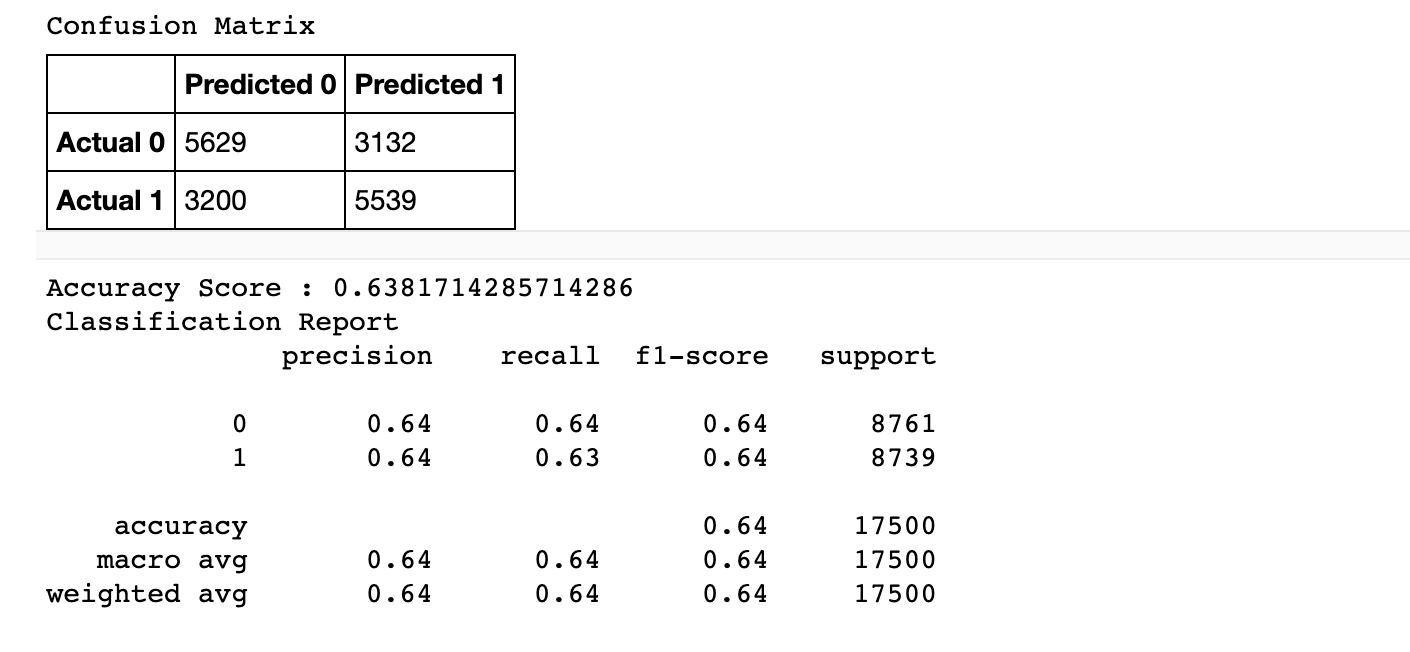 Confusion Matrix
Predicted 0 Predicted 1
Actual 0 5629 3132
Actual 1 3200 5539
Accuracy Score : 0.6381714285714286
Classification Report
precision recall f1-score support
0 0.64 0.64 0.64 8761
1 0.64 0.63 0.64 8739
accuracy 0.64 17500
macro avg 0.64 0.64 0.64 17500
weighted avg 0.64 0.64 0.64 17500